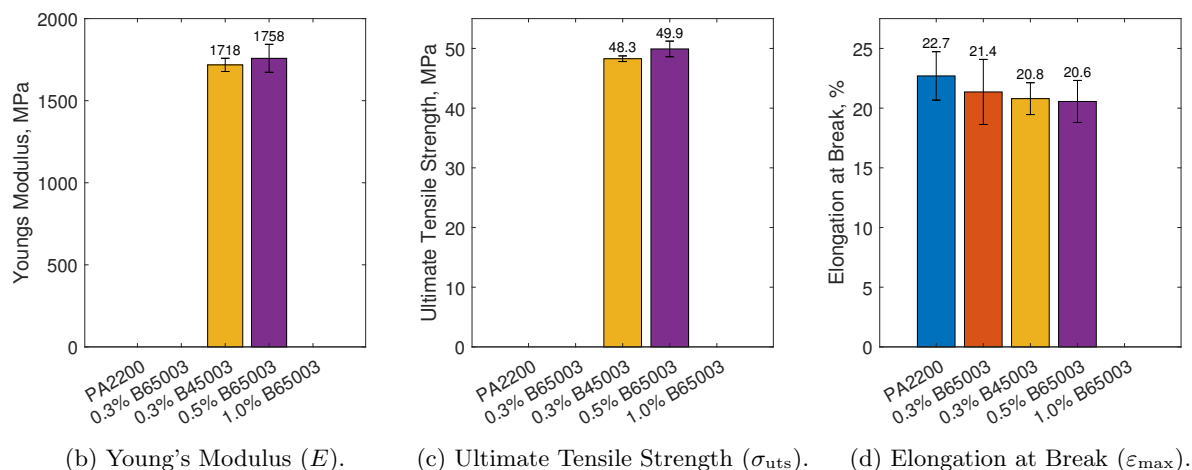 Youngs Modulus, MPa
2000
1500
1000
500
0
1718
1758
PA2200
0.3% B65003
0.3% B45003
0.5% B65003
1.0% B65003
(b) Young's Modulus (E).
Ultimate Tensile Strength, MPa
50
40
30
20
10
0
48.3
49.9
PA2200
0.3% B65003
0.3% B45003
0.5% B65003
1.0% B65003
(c) Ultimate Tensile Strength (σuts).
Elongation at Break, %
25
20
15
10
5
0
22.7
21.4
20.8
20.6
PA2200
0.3% B65003
0.3% B45003
0.5% B65003
1.0% B65003
(d) Elongation at Break (εmax).